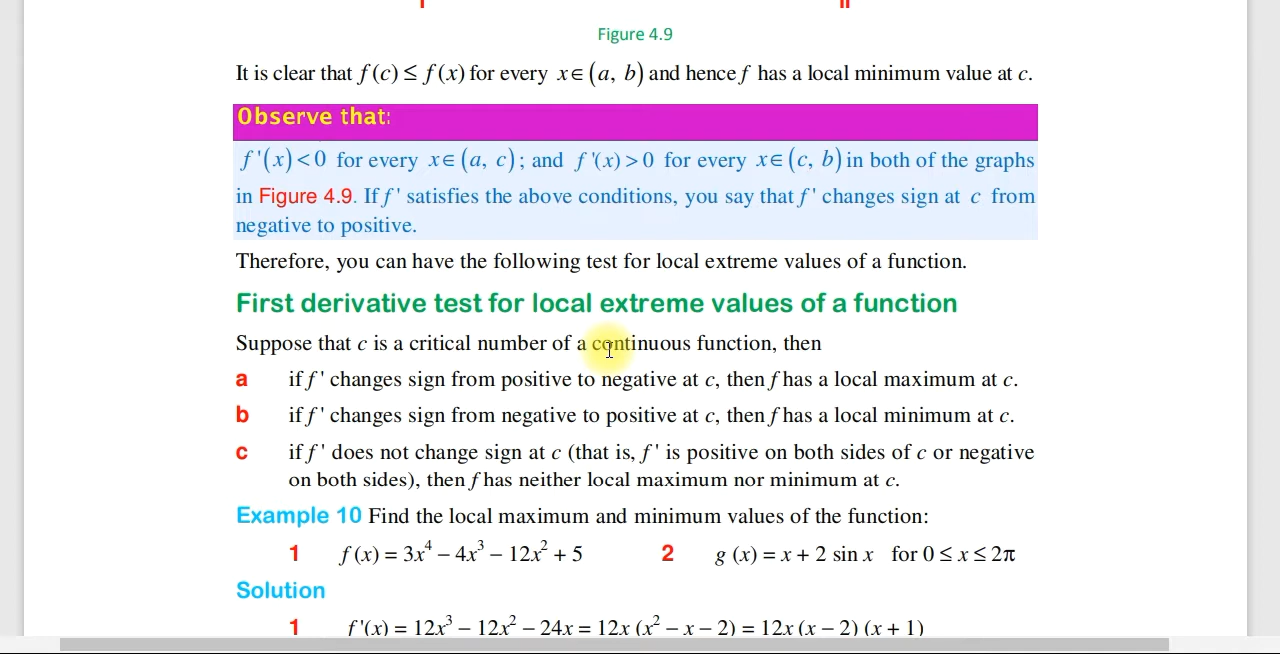 Figure 4.9
It is clear that f (c) ≤ f (x) for every x∈ (a, b) and hence f has a local minimum value at c.
Observe that:
f '(x) < 0 for every x∈ (a, c); and f '(x) > 0 for every x∈ (c, b) in both of the graphs
in Figure 4.9. If f ' satisfies the above conditions, you say that f ' changes sign at c from
negative to positive.
Therefore, you can have the following test for local extreme values of a function.
First derivative test for local extreme values of a function
Suppose that c is a critical number of a continuous function, then
a if f ' changes sign from positive to negative at c, then f has a local maximum at c.
b if f ' changes sign from negative to positive at c, then f has a local minimum at c.
c if f ' does not change sign at c (that is, f ' is positive on both sides of c or negative
on both sides), then f has neither local maximum nor minimum at c.
Example 10 Find the local maximum and minimum values of the function:
1 f (x) = 3x⁴ – 4x³ – 12x² + 5 2 g (x) = x + 2 sin x for 0 ≤ x ≤ 2π
Solution
1 f '(x) = 12x³ – 12x² – 24x = 12x (x² – x – 2) = 12x (x – 2) (x + 1)